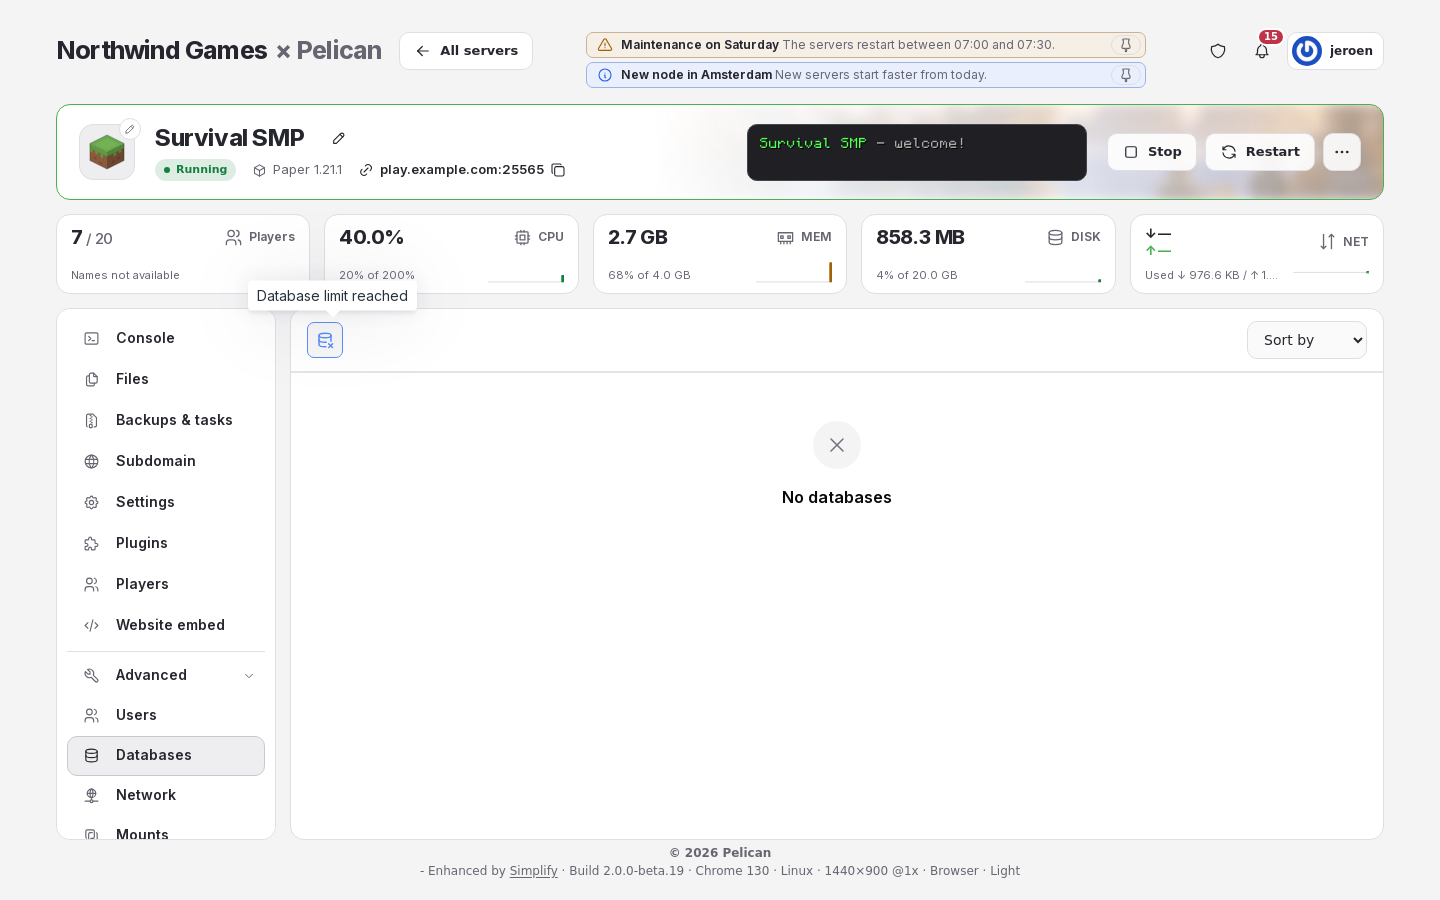 Northwind Games × Pelican
All servers
Maintenance on Saturday The servers restart between 07:00 and 07:30.
New node in Amsterdam New servers start faster from today.
15
jeroen
Survival SMP
Running
Paper 1.21.1
play.example.com:25565
Survival SMP - welcome!
Stop
Restart
7 / 20
Players
Names not available
40.0%
CPU
20% of 200%
2.7 GB
MEM
68% of 4.0 GB
858.3 MB
DISK
4% of 20.0 GB
↓—
↑—
NET
Used ↓ 976.6 KB / ↑ 1....
Database limit reached
Console
Files
Backups & tasks
Subdomain
Settings
Plugins
Players
Website embed
Advanced
Users
Databases
Network
Mounts
Sort by
No databases
© 2026 Pelican
- Enhanced by Simplify · Build 2.0.0-beta.19 · Chrome 130 · Linux · 1440×900 @1x · Browser · Light